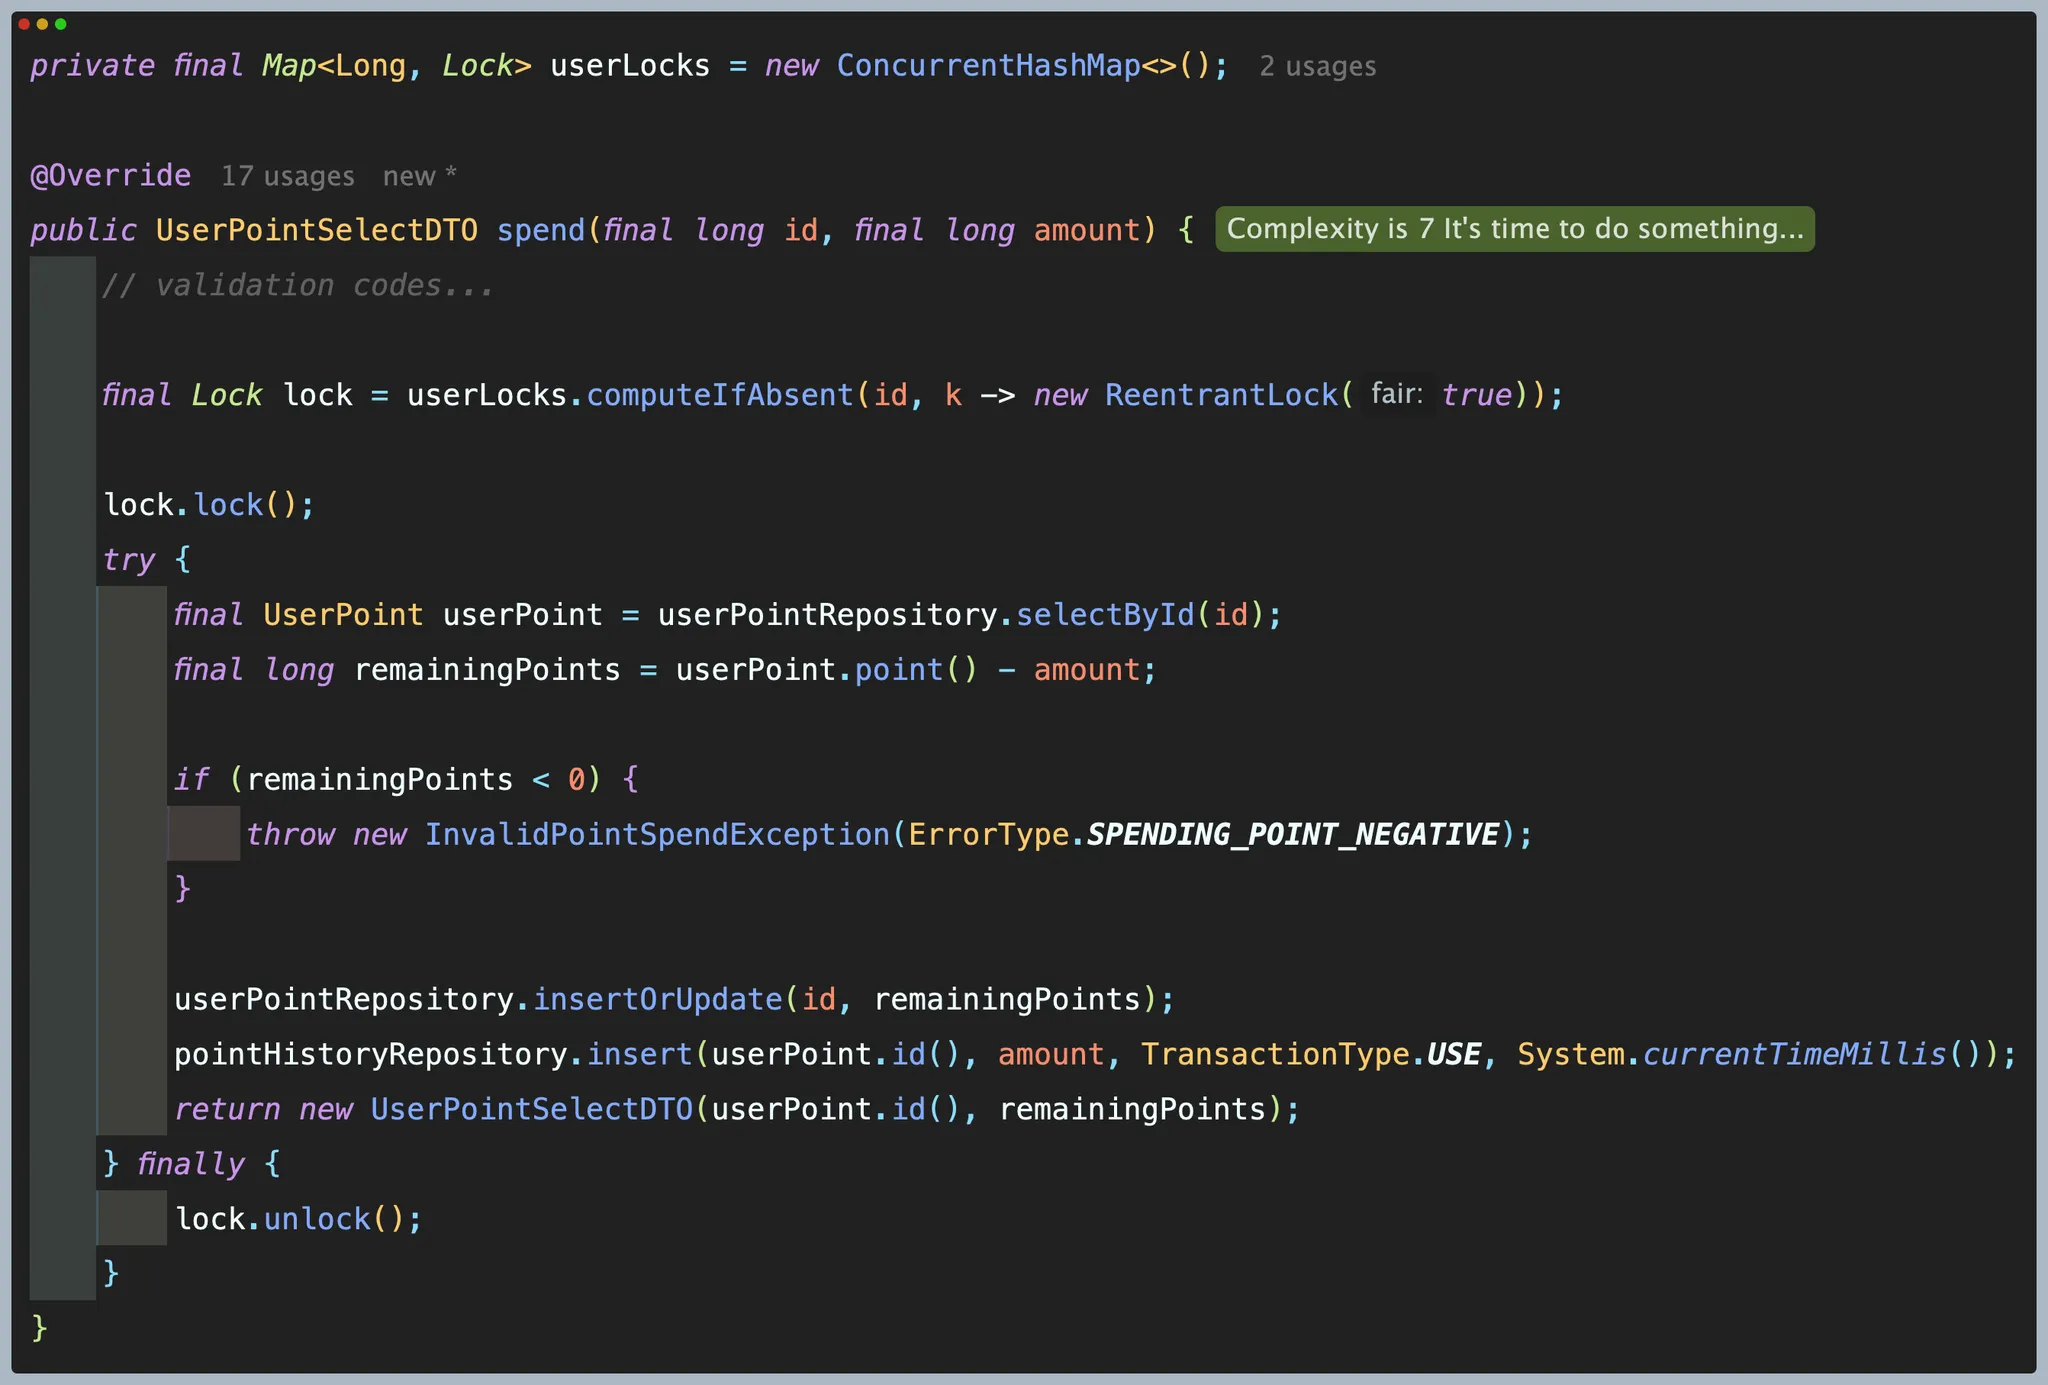 private final Map<Long, Lock> userLocks = new ConcurrentHashMap<>(); 2 usages
@Override 17 usages new *
public UserPointSelectDTO spend(final long id, final long amount) { Complexity is 7 It's time to do something...
// validation codes...
final Lock lock = userLocks.computeIfAbsent(id, k -> new ReentrantLock( fair: true));
lock.lock();
try {
final UserPoint userPoint = userPointRepository.selectById(id);
final long remainingPoints = userPoint.point() - amount;
if (remainingPoints < 0) {
throw new InvalidPointSpendException(ErrorType.SPENDING_POINT_NEGATIVE);
}
userPointRepository.insertOrUpdate(id, remainingPoints);
pointHistoryRepository.insert(userPoint.id(), amount, TransactionType.USE, System.currentTimeMillis());
return new UserPointSelectDTO(userPoint.id(), remainingPoints);
} finally {
lock.unlock();
}
}